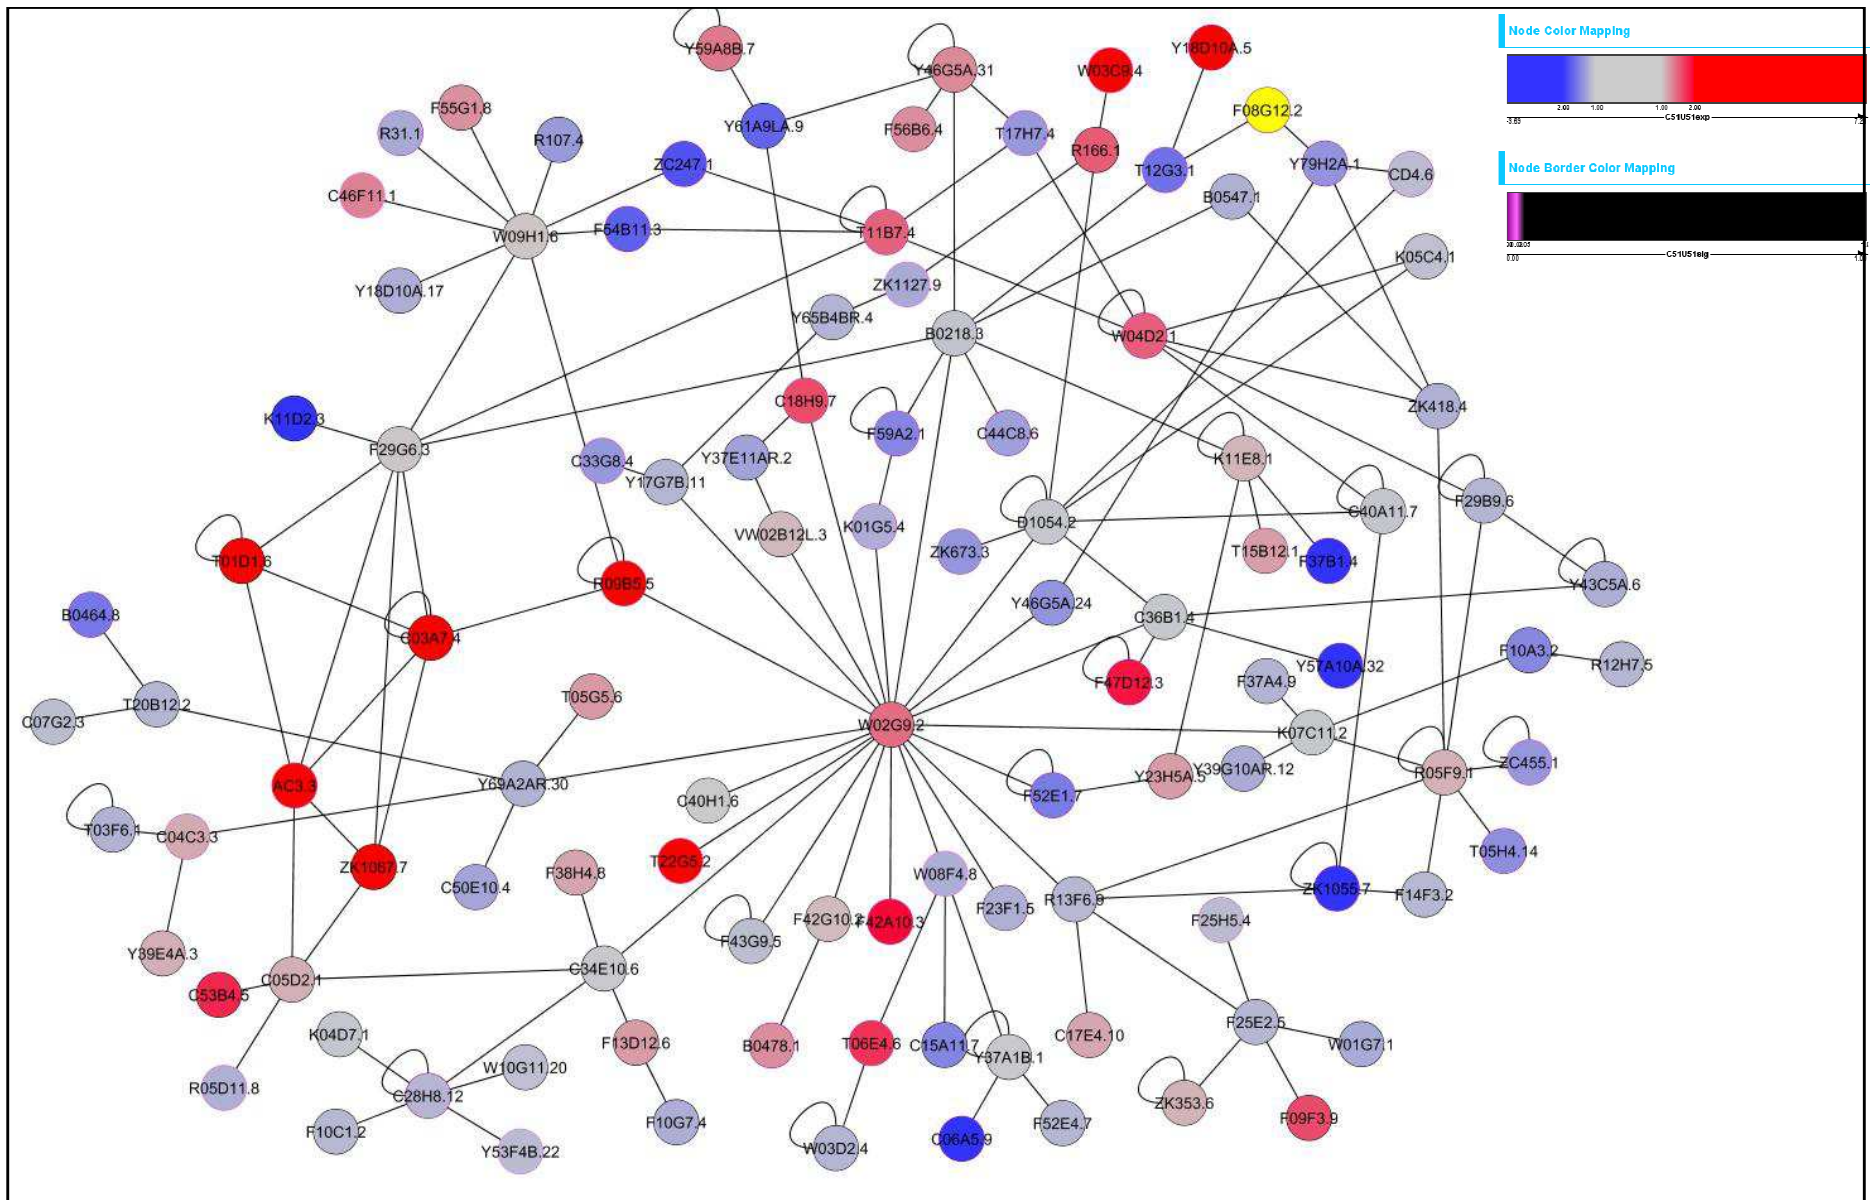 Node Color Mapping
2.00 1.00 1.00 2.00
C51U51exp
Node Border Color Mapping
0.00
C51U51sig
Y59A8B.7
Y46G5A.31
W03C9.4
Y18D10A.5
F55G1.8
R31.1
R107.4
Y61A9LA.9
F56B6.4
T17H7.4
R166.1
F08G12.2
T12G3.1
Y79H2A.1
CD4.6
ZC247.1
C46F11.1
B0547.1
W09H1.6
F54B11.3
T11B7.4
K05C4.1
Y18D10A.17
ZK1127.9
Y65B4BR.4
B0218.3
W04D2.1
C18H9.7
ZK418.4
K11D2.3
F29G6.3
F59A2.1
C44C8.6
C33G8.4
Y37E11AR.2
K11E8.1
Y17G7B.11
F29B9.6
C40A11.7
VW02B12L.3
K01G5.4
D1054.2
ZK673.3
T15B12.1
F37B1.4
T01D1.6
R09B5.5
Y43C5A.6
Y46G5A.24
C36B1.4
B0464.8
C03A7.4
F10A3.2
R12H7.5
Y57A10A.32
F47D12.3
F37A4.9
T05G5.6
T20B12.2
C07G2.3
W02G9.2
K07C11.2
AC3.3
Y69A2AR.30
C40H1.6
F52E1.7
Y23H5A.5
Y39G10AR.12
R05F9.1
ZC455.1
T03F6.1
C04C3.3
T22G5.2
T05H4.14
ZK1067.7
F38H4.8
C50E10.4
W08F4.8
F23F1.5
R13F6.9
ZK1055.7
F14F3.2
F42G10.2
F42A10.3
F25H5.4
F43G9.5
Y39E4A.3
C05D2.1
C34E10.6
C53B4.5
K04D7.1
F13D12.6
B0478.1
T06E4.6
C15A11.7
Y37A1B.1
C17E4.10
F25E2.5
W01G7.1
R05D11.8
W10G11.20
C28H8.12
ZK353.6
F09F3.9
F10C1.2
F10G7.4
Y53F4B.22
W03D2.4
C06A5.9
F52E4.7